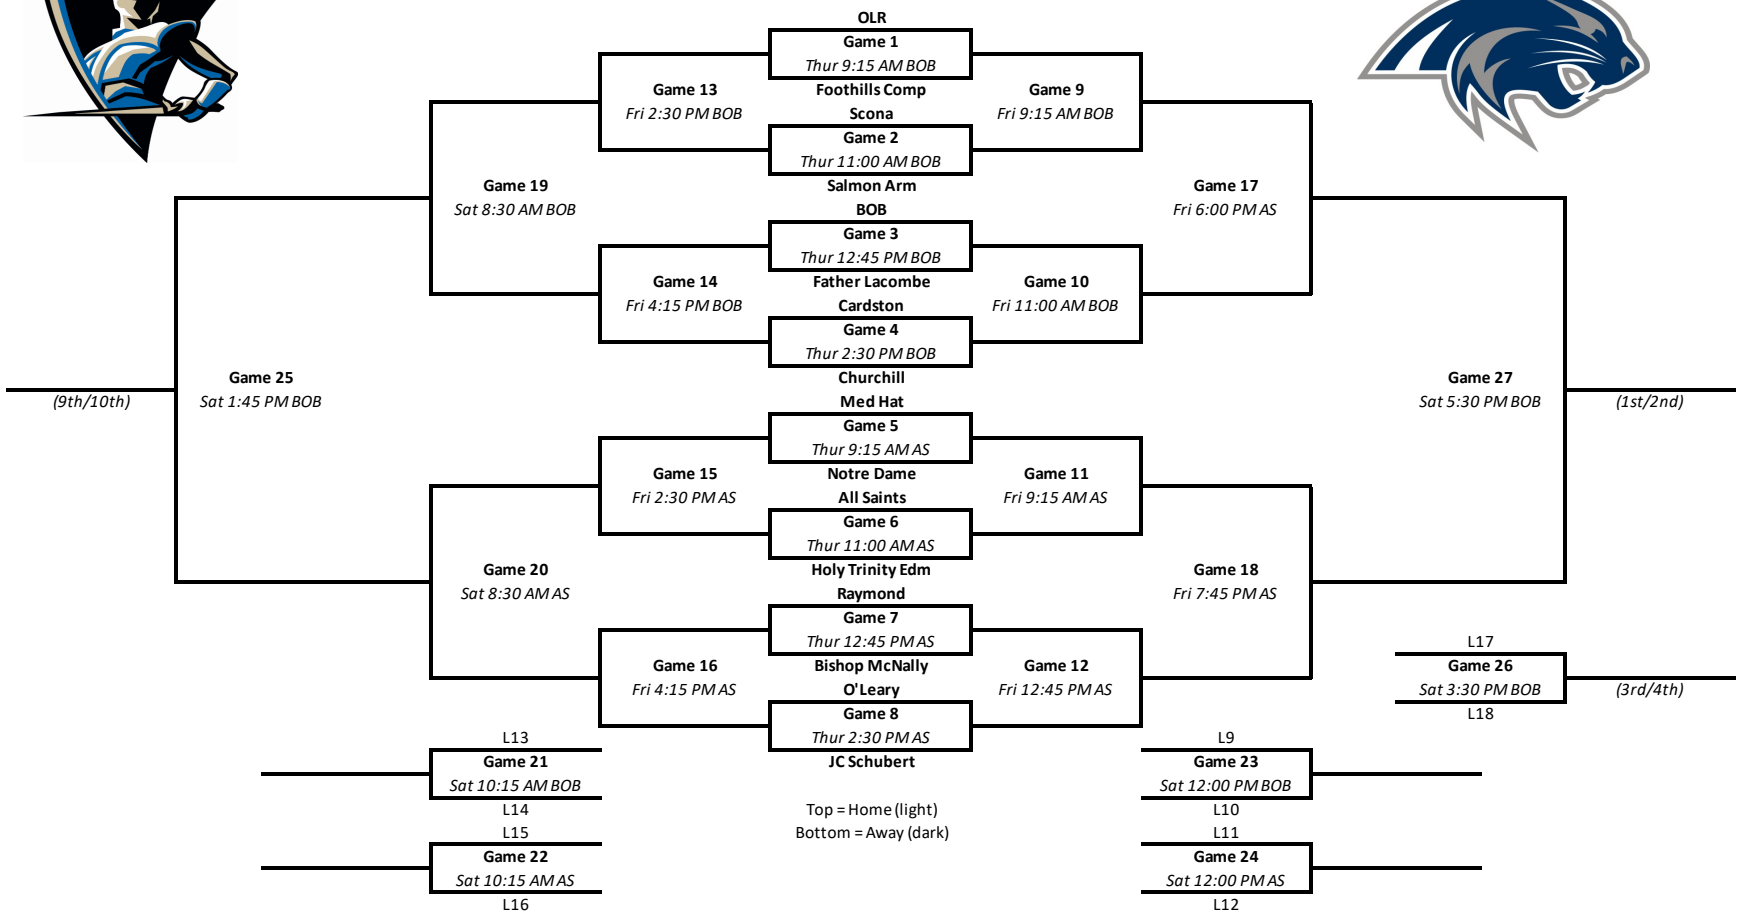 OLR
Game 1
Thur 9:15 AM BOB
Game 13
Foothills Comp
Game 9
Fri 2:30 PM BOB
Scona
Fri 9:15 AM BOB
Game 2
Thur 11:00 AM BOB
Game 19
Salmon Arm
Game 17
Sat 8:30 AM BOB
BOB
Fri 6:00 PM AS
Game 3
Thur 12:45 PM BOB
Game 14
Father Lacombe
Game 10
Fri 4:15 PM BOB
Cardston
Fri 11:00 AM BOB
Game 4
Thur 2:30 PM BOB
Game 25
Churchill
Game 27
(9th/10th)
Sat 1:45 PM BOB
Med Hat
Sat 5:30 PM BOB
(1st/2nd)
Game 5
Thur 9:15 AM AS
Game 15
Notre Dame
Game 11
Fri 2:30 PM AS
All Saints
Fri 9:15 AM AS
Game 6
Thur 11:00 AM AS
Game 20
Holy Trinity Edm
Game 18
Sat 8:30 AM AS
Raymond
Fri 7:45 PM AS
Game 7
Thur 12:45 PM AS
L17
Game 16
Bishop McNally
Game 12
Game 26
Fri 4:15 PM AS
O'Leary
Fri 12:45 PM AS
Sat 3:30 PM BOB
(3rd/4th)
Game 8
L18
L13
Thur 2:30 PM AS
L9
Game 21
JC Schubert
Game 23
Sat 10:15 AM BOB
Sat 12:00 PM BOB
L14
Top = Home (light)
L10
L15
Bottom = Away (dark)
L11
Game 22
Game 24
Sat 10:15 AM AS
Sat 12:00 PM AS
L16
L12